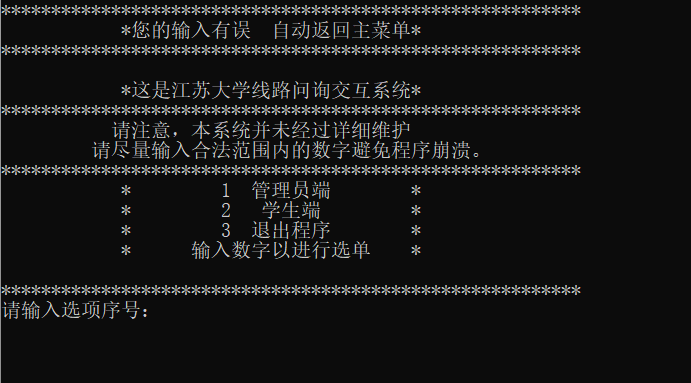 **********************************************************
*您的输入有误  自动返回主菜单*
**********************************************************
*这是江苏大学线路问询交互系统*
**********************************************************
请注意，本系统并未经过详细维护
请尽量输入合法范围内的数字避免程序崩溃。
**********************************************************
*         1  管理员端        *
*         2   学生端         *
*         3  退出程序        *
*      输入数字以进行选单    *
**********************************************************
请输入选项序号：